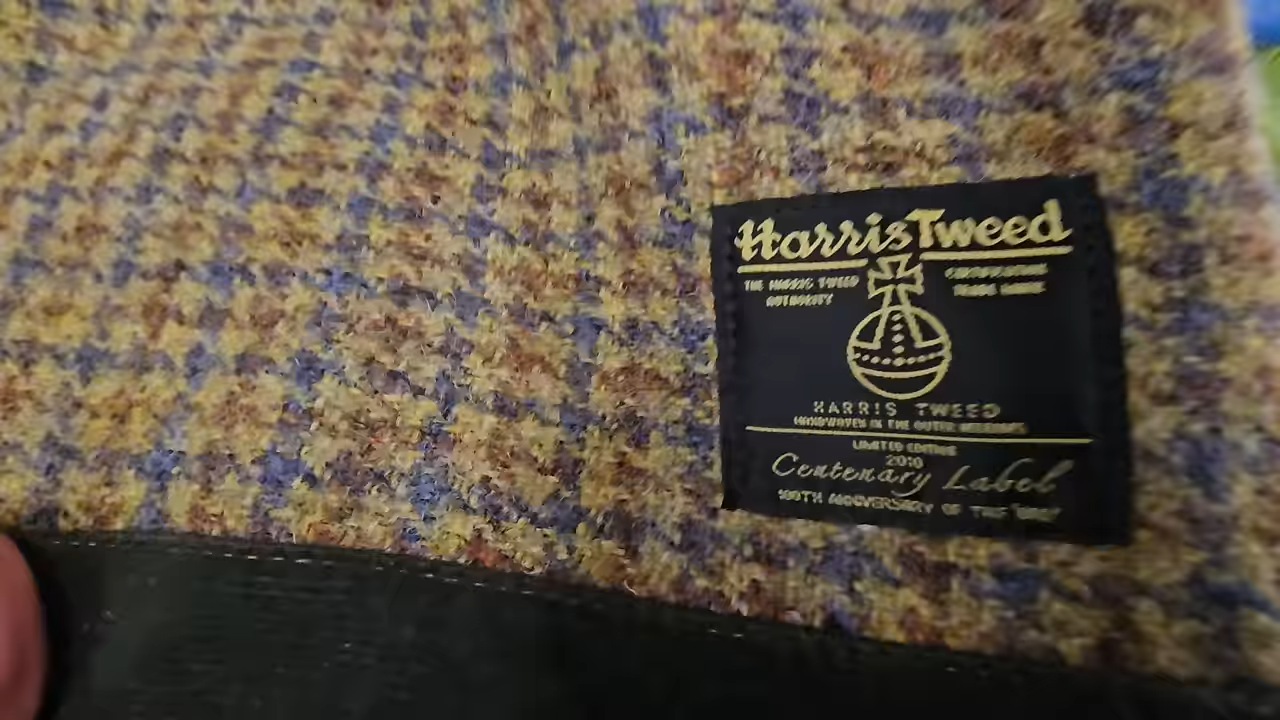 Harris Tweed
THE HARRIS TWEED
AUTHORITY
CERTIFICATION
TRADE MARK
HARRIS TWEED
HANDWOVEN IN THE OUTER HEBRIDES
LIMITED EDITION
2010
Centenary Label
100TH ANNIVERSARY OF THE